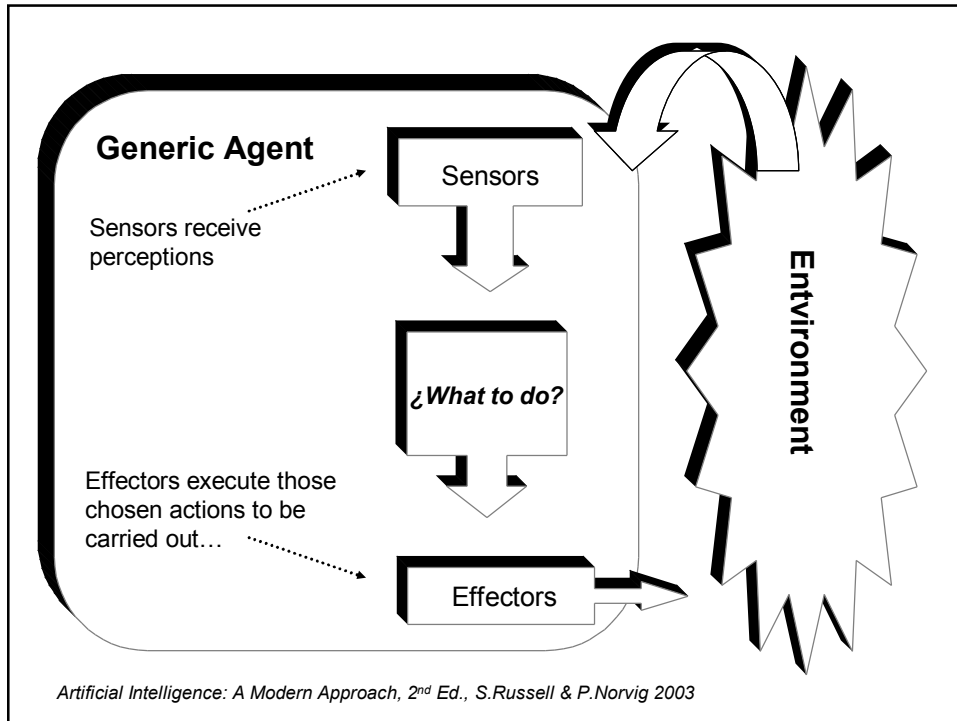 Generic Agent
Sensors
Sensors receive
perceptions
¿What to do?
Entvironment
Effectors execute those
chosen actions to be
carried out…
Effectors
Artificial Intelligence: A Modern Approach, 2nd Ed., S.Russell & P.Norvig 2003